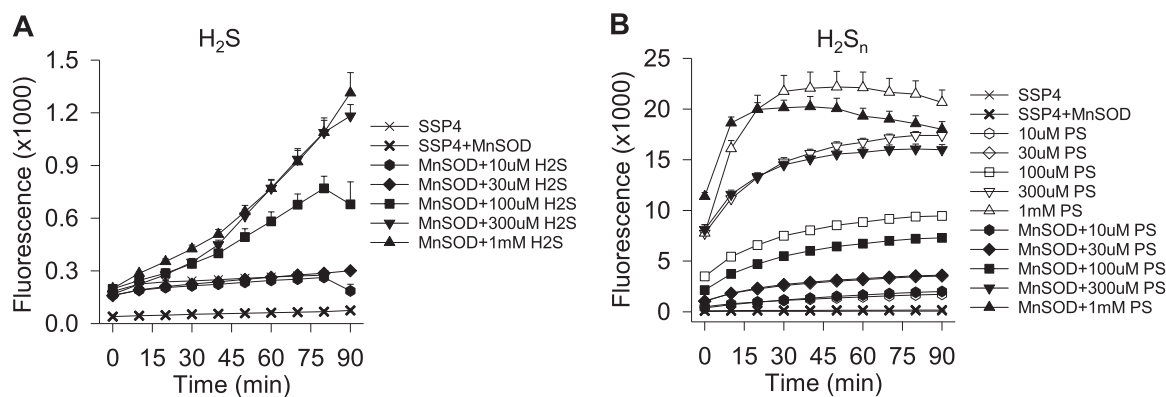 A
H2S
Fluorescence (x1000)
1.5
1.2
0.9
0.6
0.3
0.0
0 15 30 45 60 75 90
Time (min)
SSP4
SSP4+MnSOD
MnSOD+10uM H2S
MnSOD+30uM H2S
MnSOD+100uM H2S
MnSOD+300uM H2S
MnSOD+1mM H2S
B
H2Sn
Fluorescence (x1000)
25
20
15
10
5
0
0 15 30 45 60 75 90
Time (min)
SSP4
SSP4+MnSOD
10uM PS
30uM PS
100uM PS
300uM PS
1mM PS
MnSOD+10uM PS
MnSOD+30uM PS
MnSOD+100uM PS
MnSOD+300uM PS
MnSOD+1mM PS